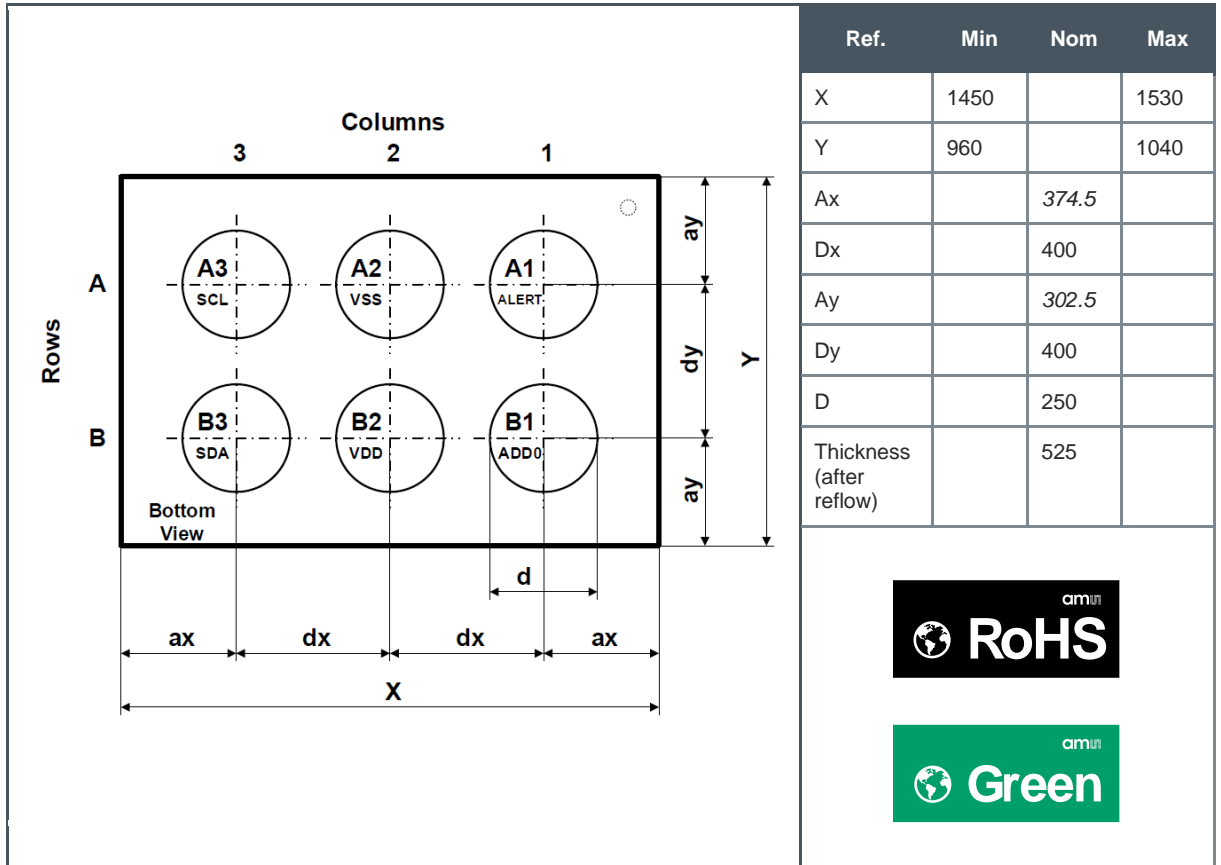 Columns
3 2 1
A
B
Rows
A3
SCL
A2
VSS
A1
ALERT
B3
SDA
B2
VDD
B1
ADD0
Bottom
View
ay
dy
ay
Y
d
ax dx dx ax
X
Ref. Min Nom Max
X 1450 1530
Y 960 1040
Ax 374.5
Dx 400
Ay 302.5
Dy 400
D 250
Thickness 525
(after
reflow)
amu
RoHS
amu
Green